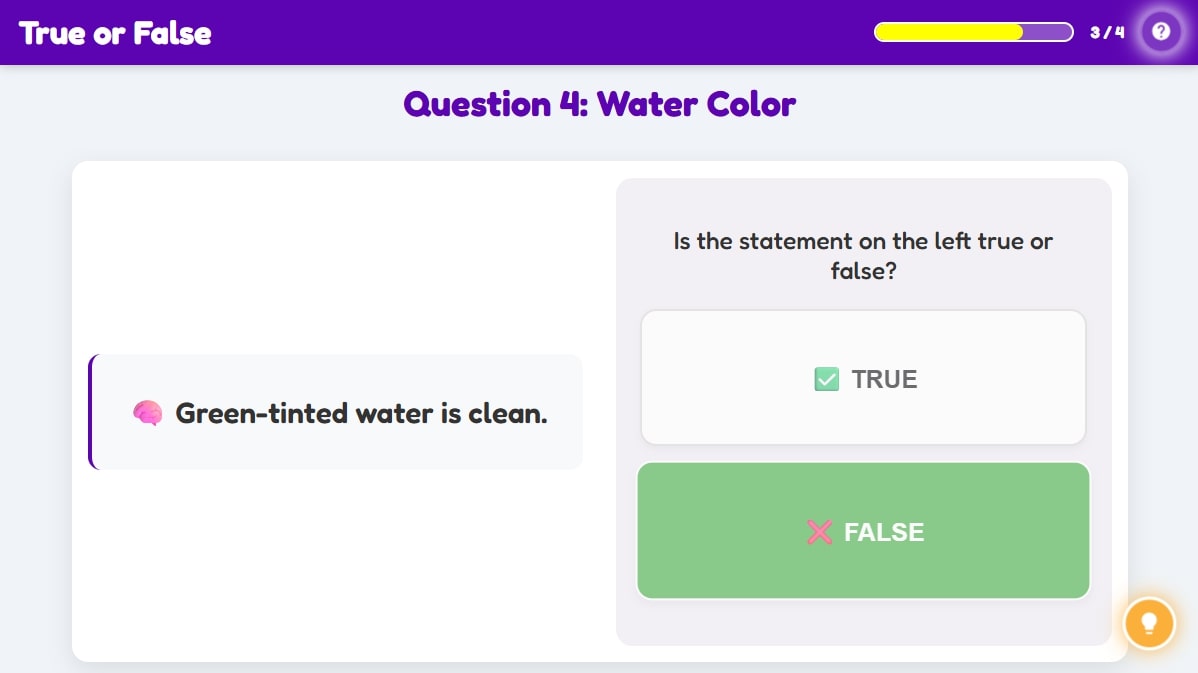 True or False
3 / 4
?
Question 4: Water Color
Green-tinted water is clean.
Is the statement on the left true or
false?
TRUE
FALSE